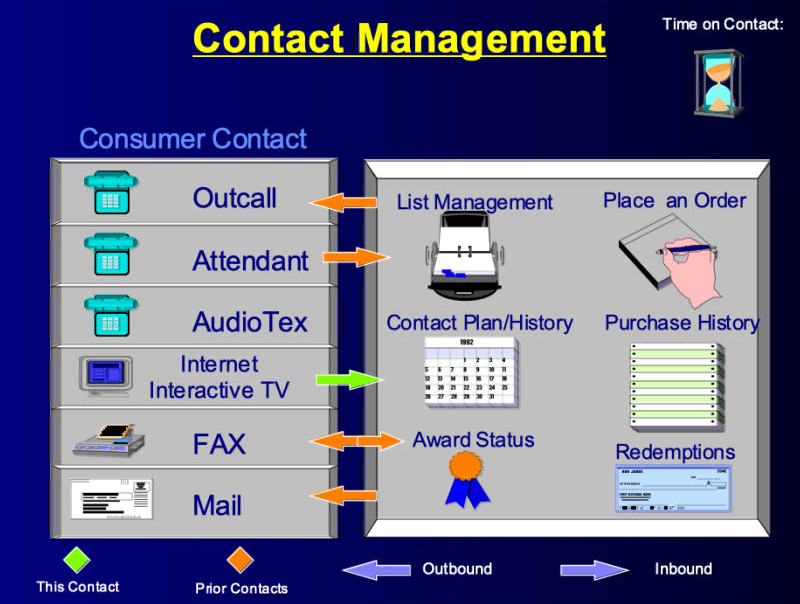 Contact Management
Time on Contact:
Consumer Contact
Outcall
Attendant
AudioTex
Internet
Interactive TV
FAX
Mail
List Management
Place an Order
Contact Plan/History
Purchase History
1992
1 2 3 4
5 6 7 8 9 10 11
12 13 14 15 16 17 18
19 20 21 22 23 24 25
26 27 28 29 30 31
Award Status
Redemptions
This Contact
Prior Contacts
Outbound
Inbound